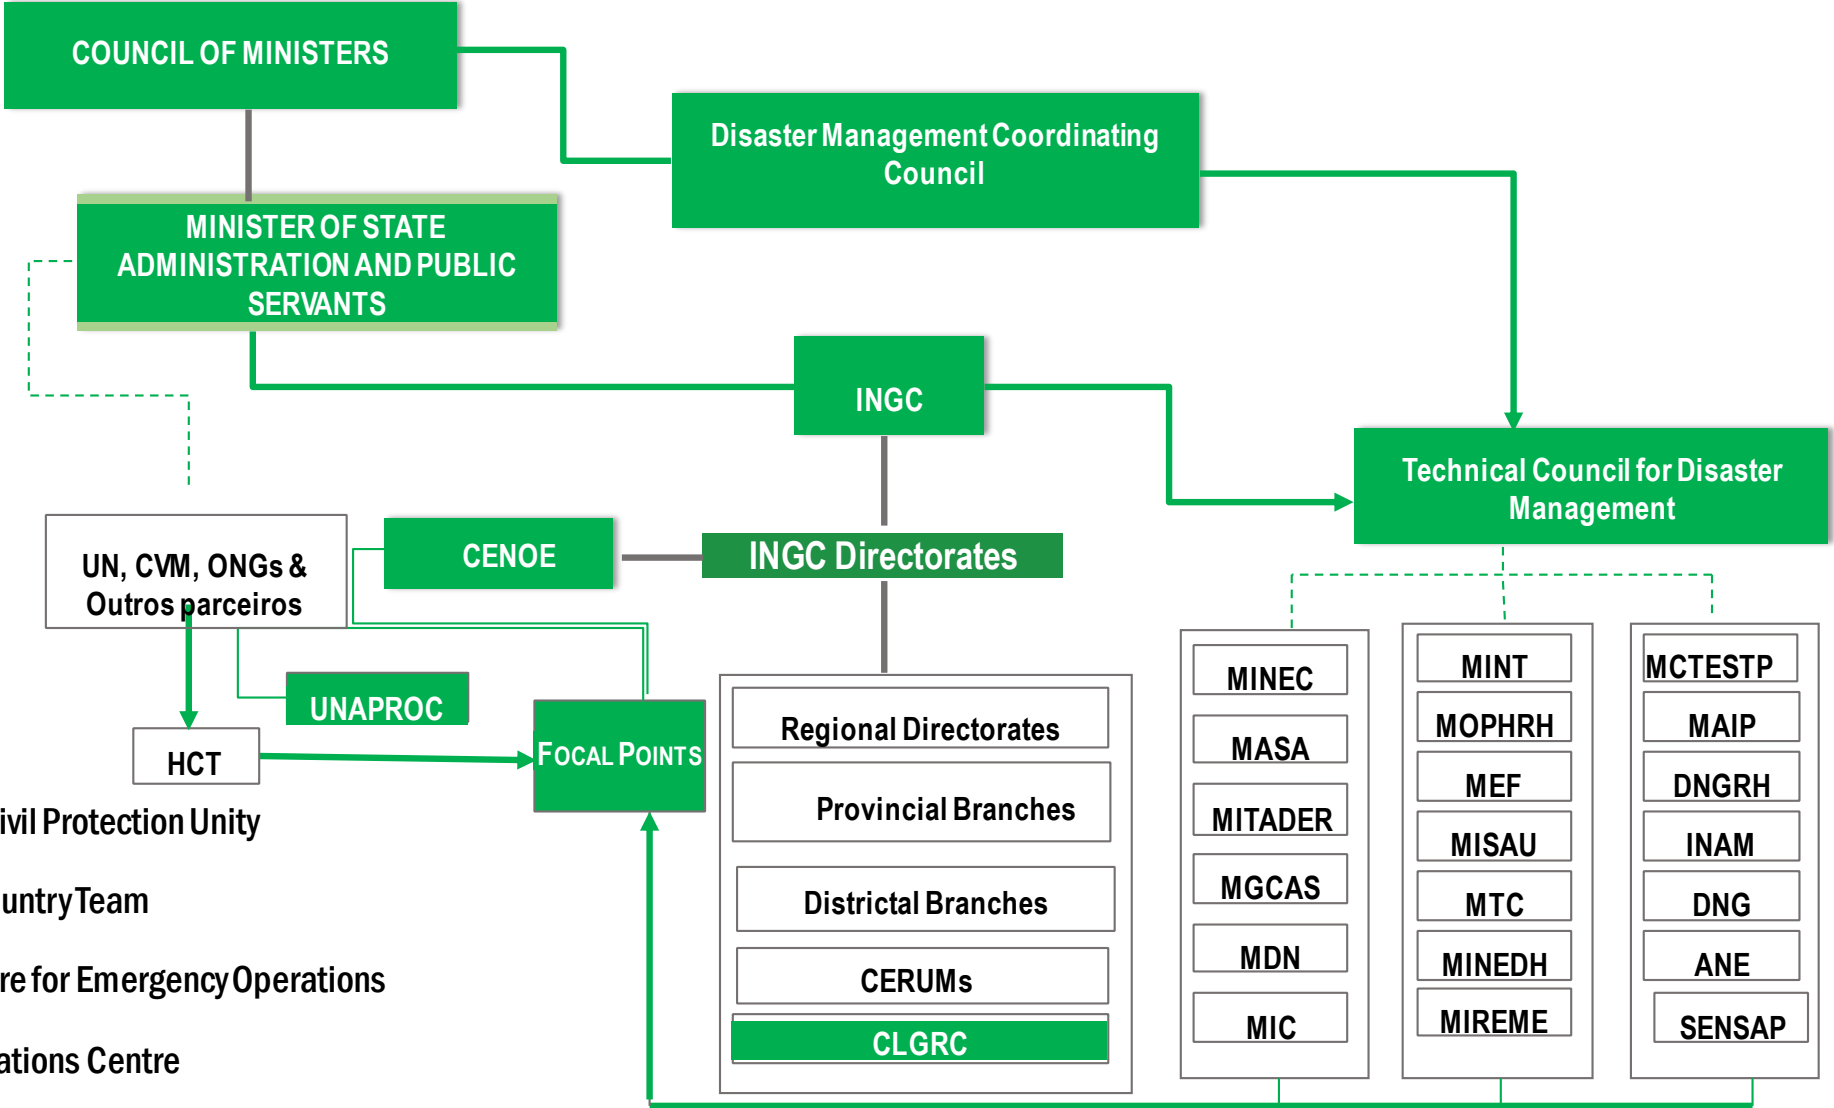 COUNCIL OF MINISTERS
Disaster Management Coordinating
Council
MINISTER OF STATE
ADMINISTRATION AND PUBLIC
SERVANTS
INGC
Technical Council for Disaster
Management
UN, CVM, ONGs &
Outros parceiros
CENOE
INGC Directorates
UNAPROC
HCT
FOCAL POINTS
Regional Directorates
Provincial Branches
Districtal Branches
CERUMs
CLGRC
MINEC
MASA
MITADER
MGCAS
MDN
MIC
MINT
MOPHRH
MEF
MISAU
MTC
MINEDH
MIREME
MCTESTP
MAIP
DNGRH
INAM
DNG
ANE
SENSAP
ivil Protection Unity
untry Team
re for Emergency Operations
ations Centre